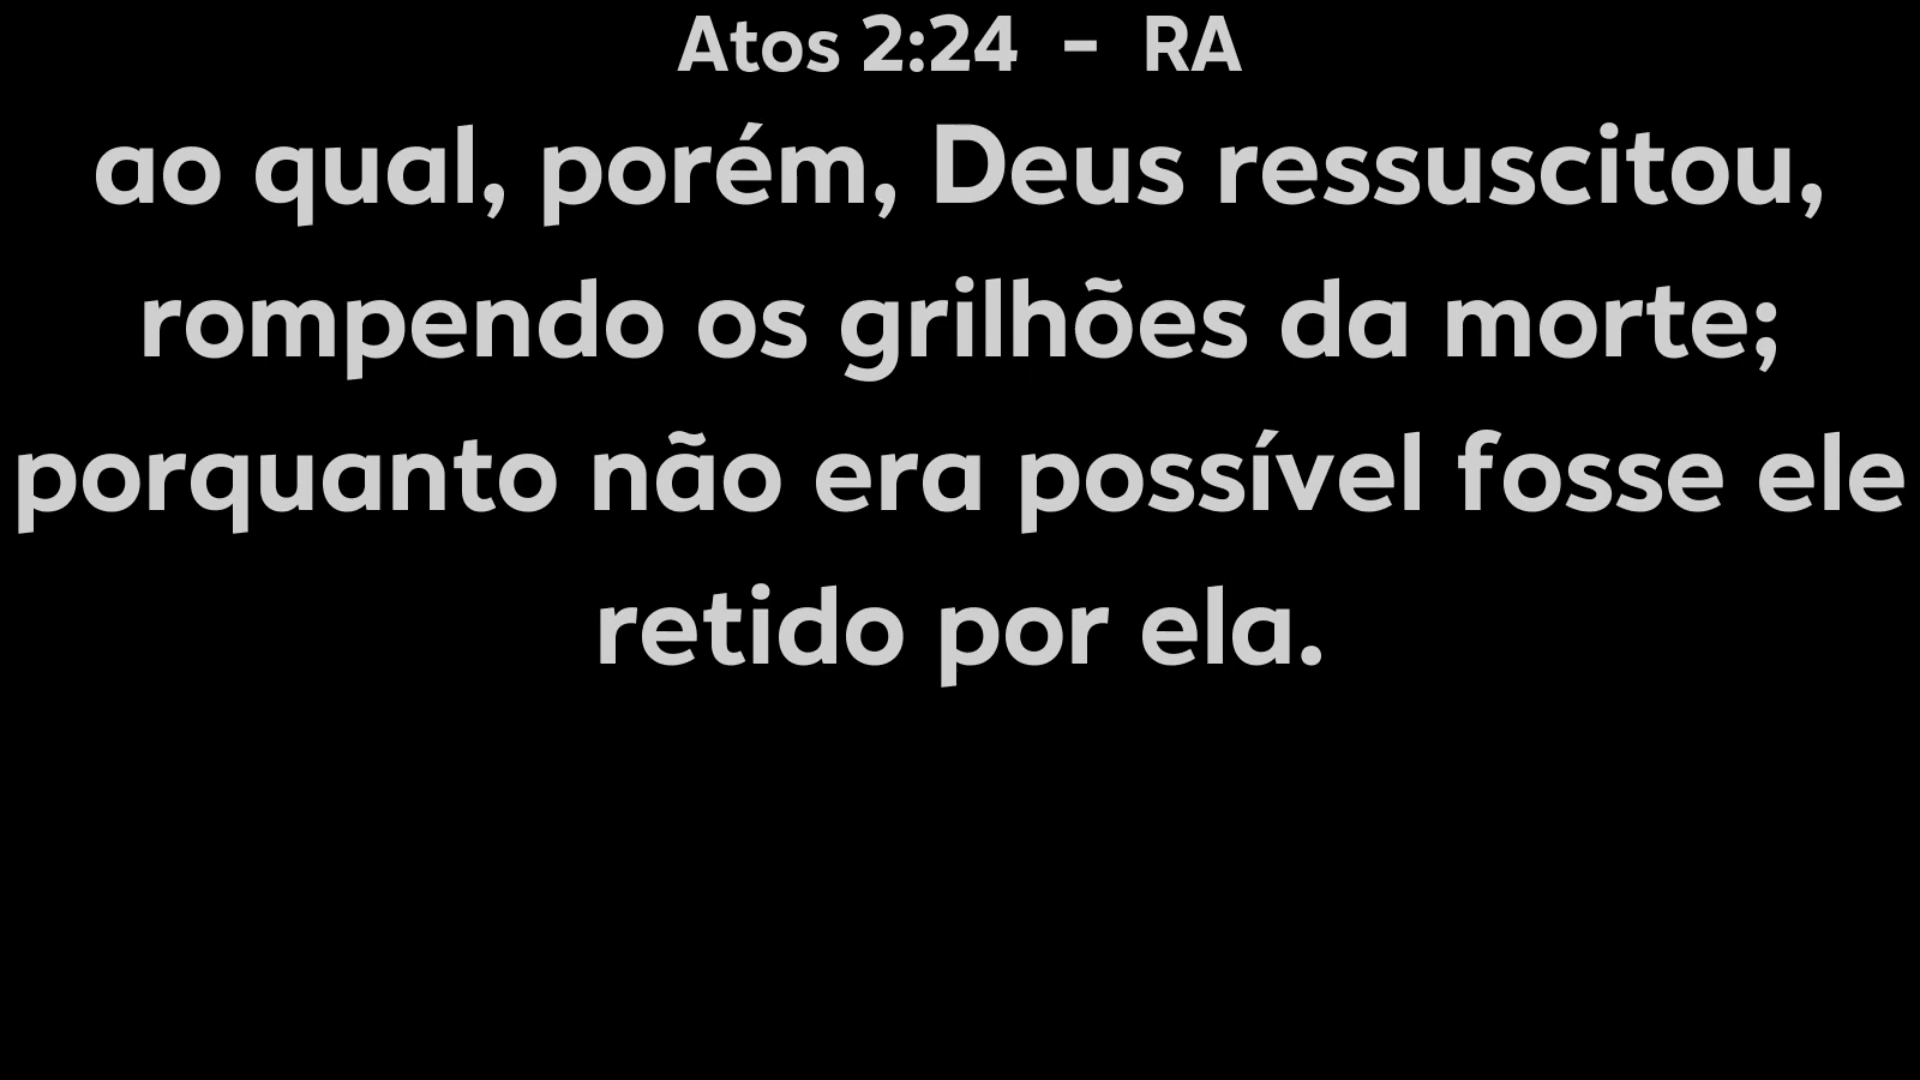 Atos 2:24 - RA
ao qual, porém, Deus ressuscitou,
rompendo os grilhões da morte;
porquanto não era possível fosse ele
retido por ela.